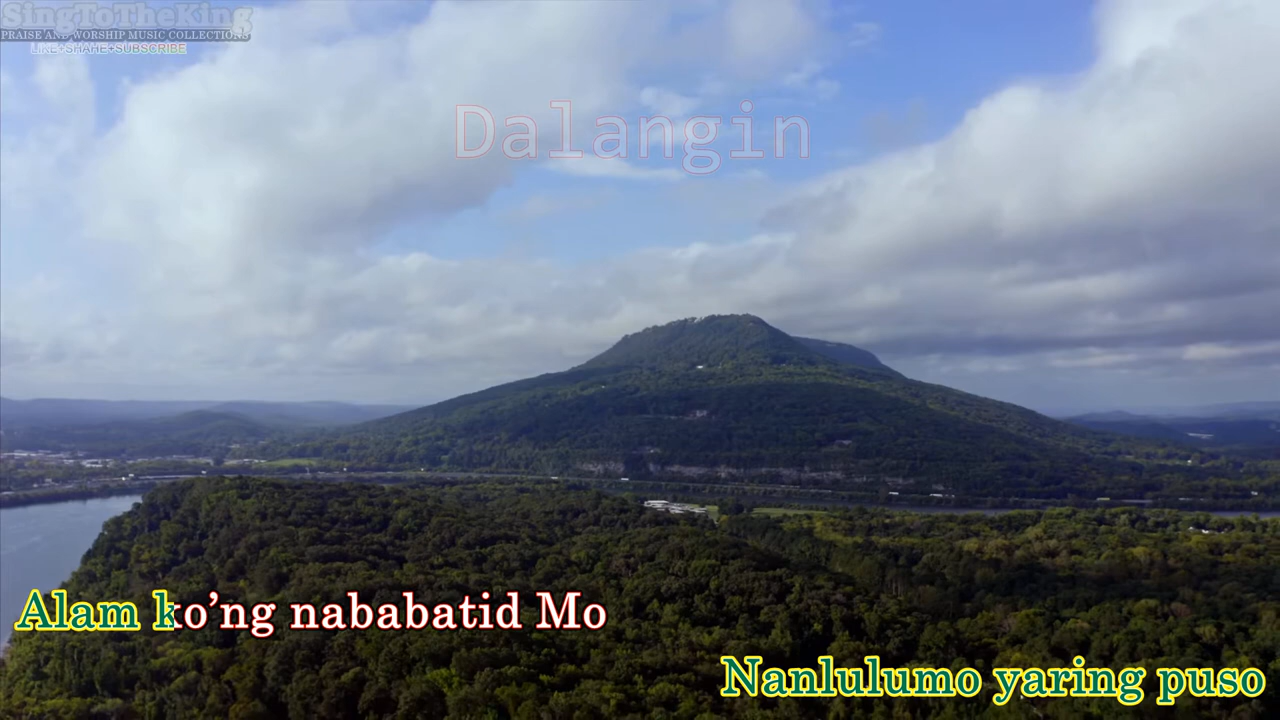 SingToTheKing
PRAISE AND WORSHIP MUSIC COLLECTIONS
LIKE+SHARE+SUBSCRIBE
Dalangin
Alam ko’ng nababatid Mo
Nanlulumo yaring puso